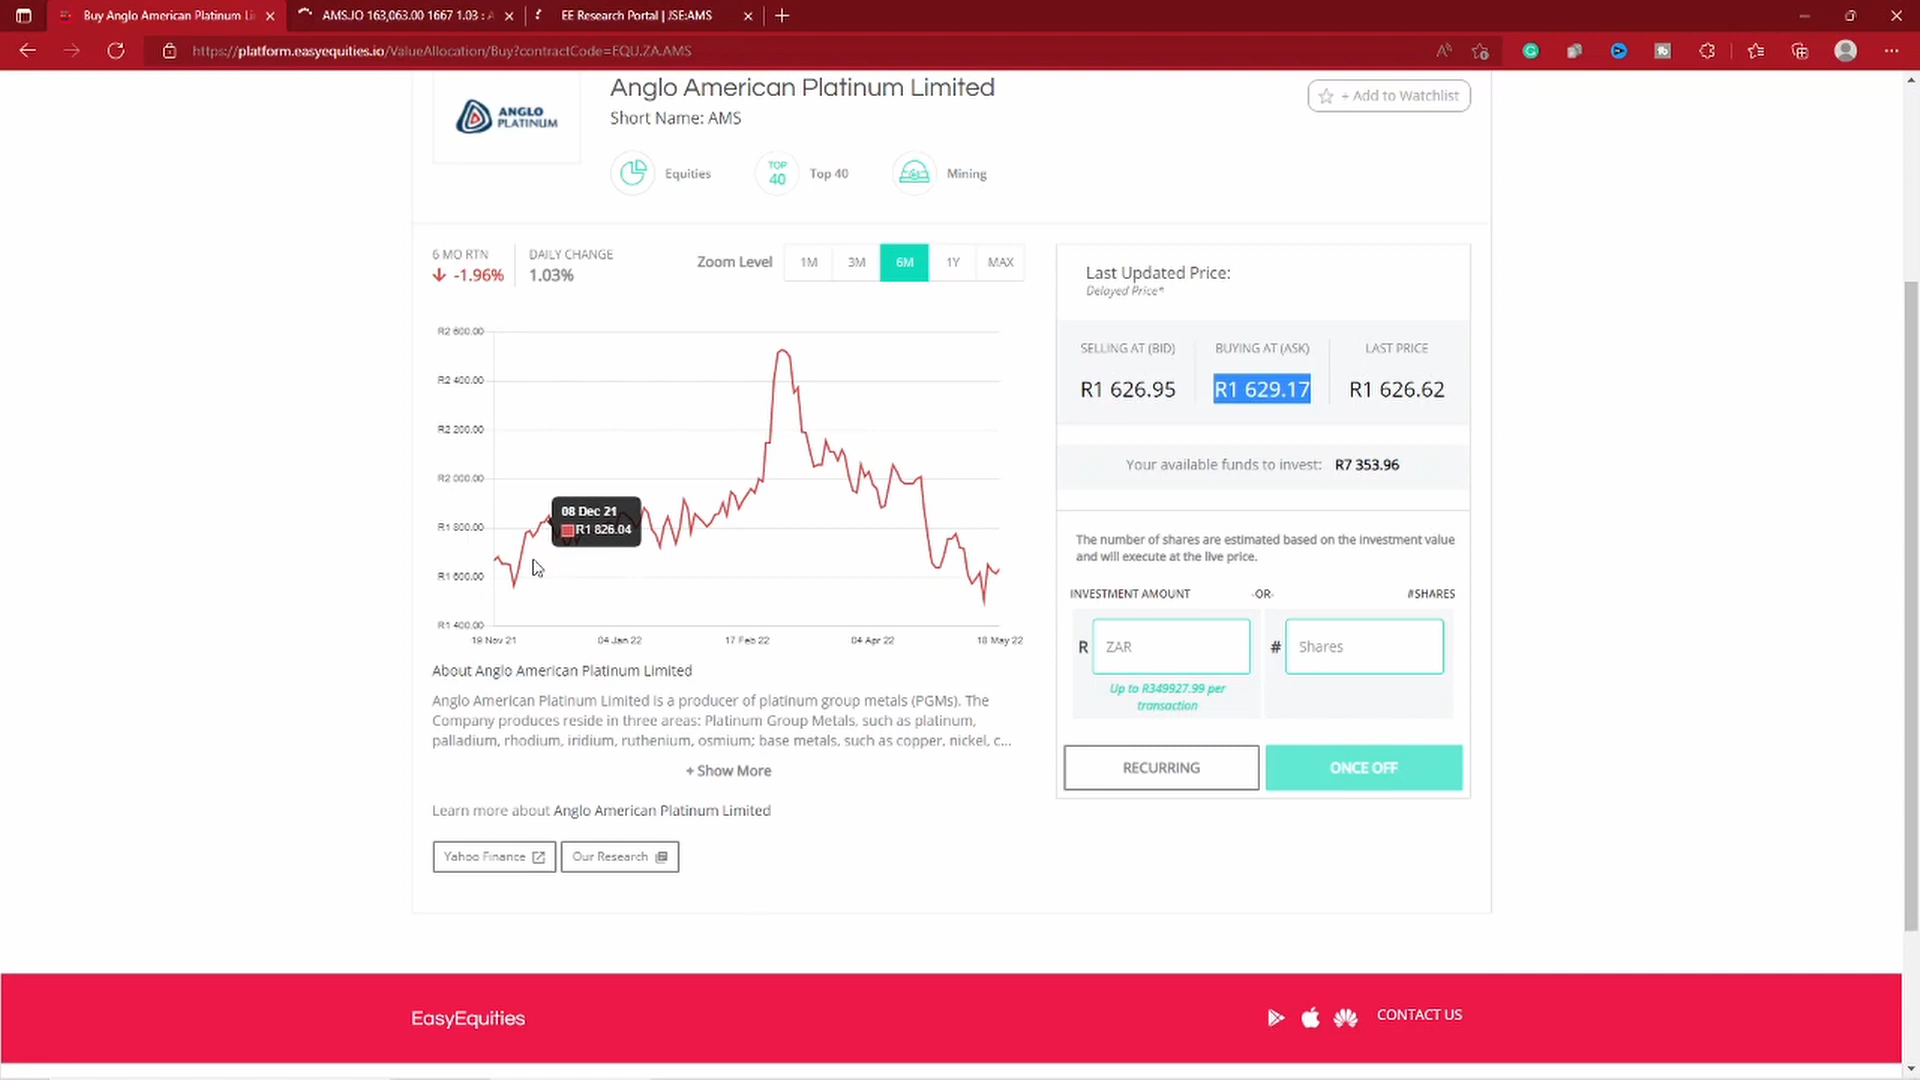 Buy Anglo American Platinum Li
AMS.JO 163,063.00 1667 1.03 : A
EE Research Portal | JSE:AMS
https://platform.easyequities.io/ValueAllocation/Buy?contractCode=EQU.ZA.AMS
ANGLO
PLATINUM
Anglo American Platinum Limited
Short Name: AMS
+ Add to Watchlist
Equities
TOP
40
Top 40
Mining
6 MO RTN
-1.96%
DAILY CHANGE
1.03%
Zoom Level
1M
3M
6M
1Y
MAX
R2 600.00
R2 400.00
R2 200.00
R2 000.00
R1 800.00
R1 600.00
R1 400.00
08 Dec 21
R1 826.04
19 Nov 21
04 Jan 22
17 Feb 22
04 Apr 22
18 May 22
Last Updated Price:
Delayed Price*
SELLING AT (BID)
R1 626.95
BUYING AT (ASK)
R1 629.17
LAST PRICE
R1 626.62
Your available funds to invest: R7 353.96
The number of shares are estimated based on the investment value
and will execute at the live price.
INVESTMENT AMOUNT
-OR-
#SHARES
R
ZAR
#
Shares
Up to R349927.99 per
transaction
RECURRING
ONCE OFF
About Anglo American Platinum Limited
Anglo American Platinum Limited is a producer of platinum group metals (PGMs). The
Company produces reside in three areas: Platinum Group Metals, such as platinum,
palladium, rhodium, iridium, ruthenium, osmium; base metals, such as copper, nickel, c...
+ Show More
Learn more about Anglo American Platinum Limited
Yahoo Finance
Our Research
EasyEquities
CONTACT US